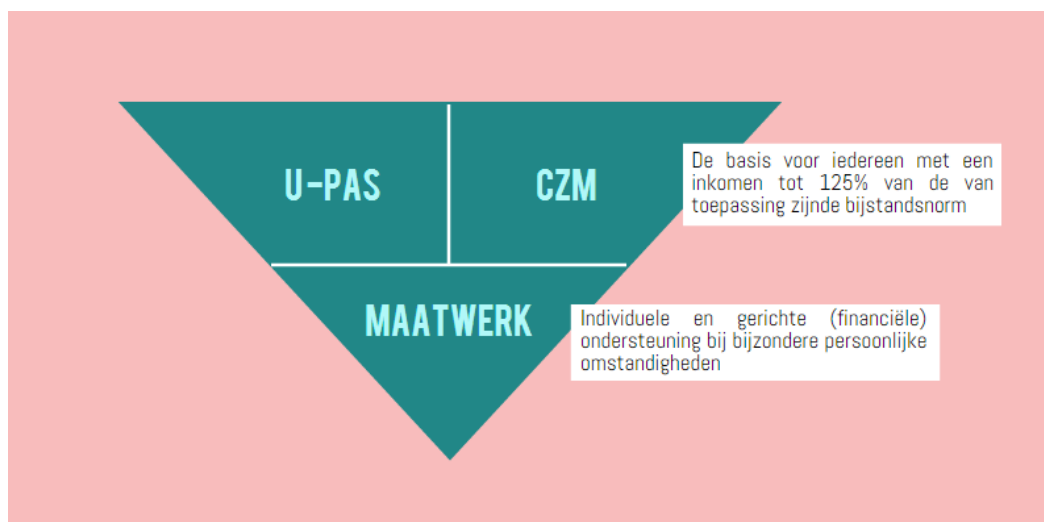 U-PAS
CZM
De basis voor iedereen met een
inkomen tot 125% van de van
toepassing zijnde bijstandsnorm
MAATWERK
Individuele en gerichte (financiële)
ondersteuning bij bijzondere persoonlijke
omstandigheden